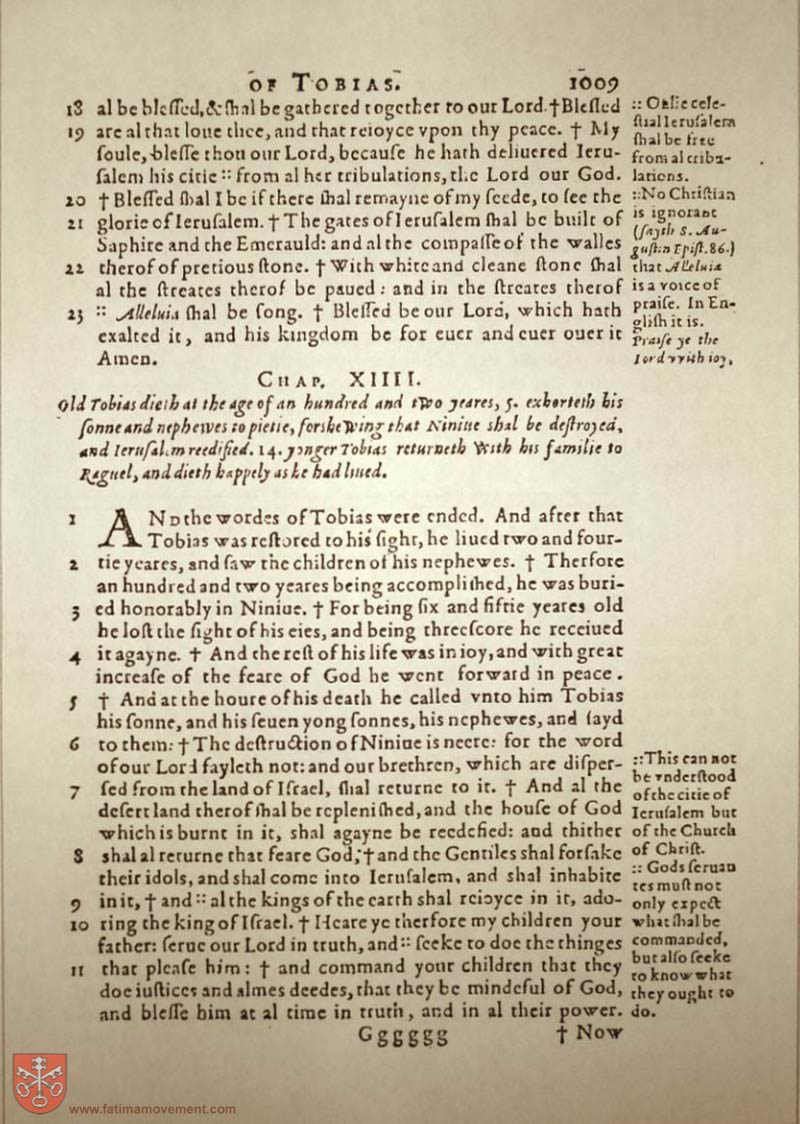 OF TOBIAS. 1009
18 al be blessed, & shal be gathered together to our Lord. † Blessed
19 are al that loue thee, and that reioyce vpon thy peace. † My
soule, blesse thou our Lord, because he hath deliuered Ieru-
salem his citie :: from al her tribulations, the Lord our God.
20 † Blessed shal I be if there shal remayne of my seede, to see the
21 glorie of Ierusalem. † The gates of Ierusalem shal be built of
Saphire and the Emerauld: and al the compasse of the walles
22 therof of pretious stone. † With white and cleane stone shal
al the streates therof be paued: and in the streates therof
23 :: Alleluia shal be song. † Blessed be our Lord, which hath
exalted it, and his kingdom be for euer and euer ouer it
Amen.
:: Of the cele-
stial Ierusalem
shal be free
from al tribu-
lations.
:: No Christian
is ignorant
(sayth S. Au-
gustin Epist. 86.)
that Alleluia
is a voice of
praise. In En-
glish it is.
Praise ye the
lord with ioy.
CHAP. XIIII.
Old Tobias dieth at the age of an hundred and two yeares, 5. exhorteth his
sonne and nephewes to pietie, forshewing that Niniue shal be destroyed,
and Ierusalem reedified. 14. yonger Tobias returneth with his familie to
Raguel, and dieth happely as he had liued.
1 AND the wordes of Tobias were ended. And after that
Tobias was restored to his sight, he liued two and four-
2 tie yeares, and saw the children of his nephewes. † Therfore
an hundred and two yeares being accomplished, he was buri-
3 ed honorably in Niniue. † For being six and fiftie yeares old
he lost the sight of his eies, and being threescore he receiued
4 it agayne. † And the rest of his life was in ioy, and with great
increase of the feare of God he went forward in peace.
5 † And at the houre of his death he called vnto him Tobias
his sonne, and his seuen yong sonnes, his nephewes, and sayd
6 to them: † The destruction of Niniue is neere: for the word
of our Lord fayleth not: and our brethren, which are disper-
7 sed from the land of Israel, shal returne to it. † And al the
desert land therof shal be replenished, and the house of God
which is burnt in it, shal agayne be reedefied: and thither
8 shal al returne that feare God; † and the Gentiles shal forsake
their idols, and shal come into Ierusalem, and shal inhabite
9 in it, † and :: al the kings of the earth shal reioyce in it, ado-
10 ring the king of Israel. † Heare ye therfore my children your
father: serue our Lord in truth, and :: seeke to doe the thinges
11 that please him: † and command your children that they
doe iustices and almes deedes, that they be mindeful of God,
and blesse him at al time in truth, and in al their power.
:: This can not
be vnderstood
of the citie of
Ierusalem but
of the Church
of Christ.
:: Gods seruan
tes must not
only expect
what shal be
commanded,
but also seeke
to know what
they ought to
do.
Gggggg † Now
www.fatimamovement.com